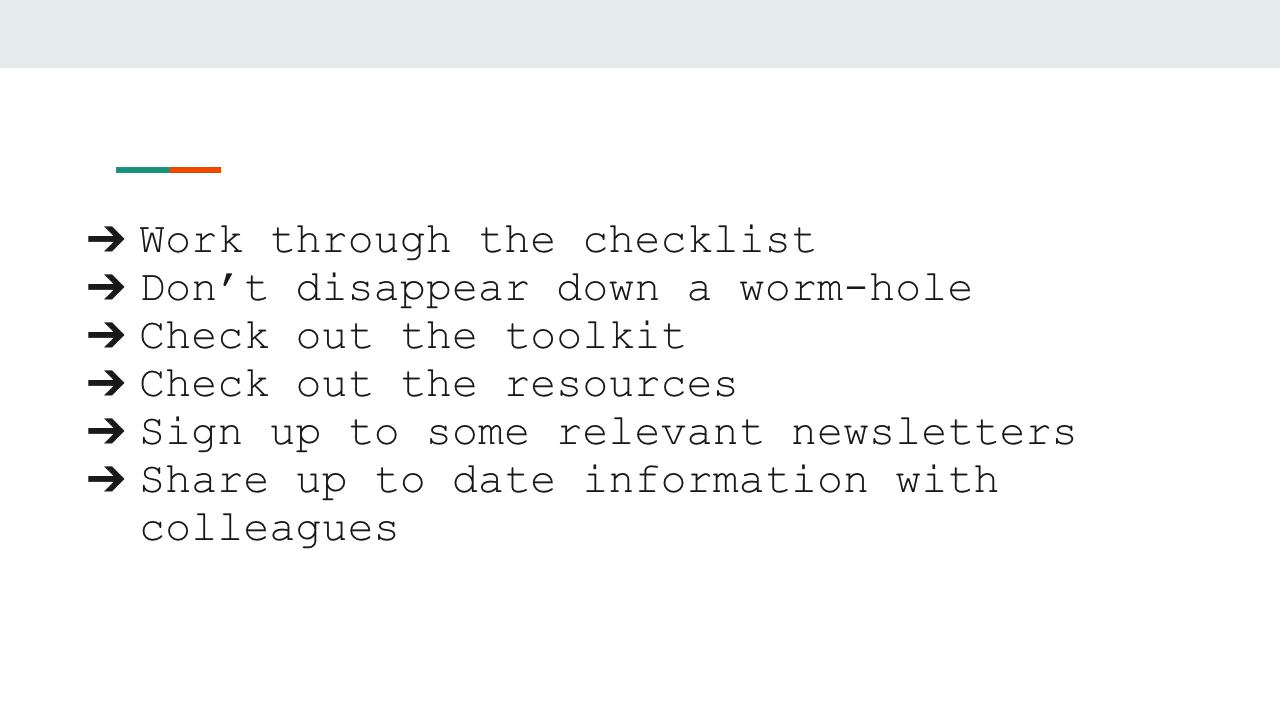 ➔ Work through the checklist
➔ Don’t disappear down a worm-hole
➔ Check out the toolkit
➔ Check out the resources
➔ Sign up to some relevant newsletters
➔ Share up to date information with
colleagues